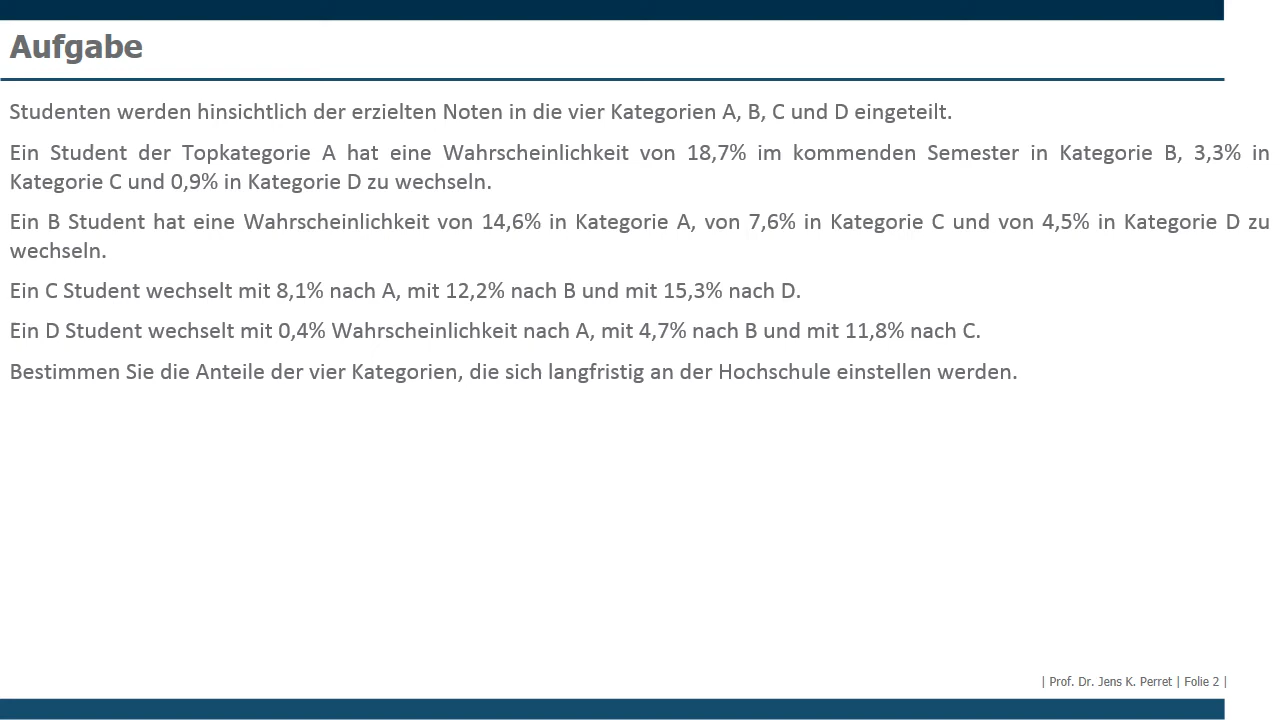 Aufgabe
Studenten werden hinsichtlich der erzielten Noten in die vier Kategorien A, B, C und D eingeteilt.
Ein Student der Topkategorie A hat eine Wahrscheinlichkeit von 18,7% im kommenden Semester in Kategorie B, 3,3% in
Kategorie C und 0,9% in Kategorie D zu wechseln.
Ein B Student hat eine Wahrscheinlichkeit von 14,6% in Kategorie A, von 7,6% in Kategorie C und von 4,5% in Kategorie D zu
wechseln.
Ein C Student wechselt mit 8,1% nach A, mit 12,2% nach B und mit 15,3% nach D.
Ein D Student wechselt mit 0,4% Wahrscheinlichkeit nach A, mit 4,7% nach B und mit 11,8% nach C.
Bestimmen Sie die Anteile der vier Kategorien, die sich langfristig an der Hochschule einstellen werden.
| Prof. Dr. Jens K. Perret | Folie 2 |